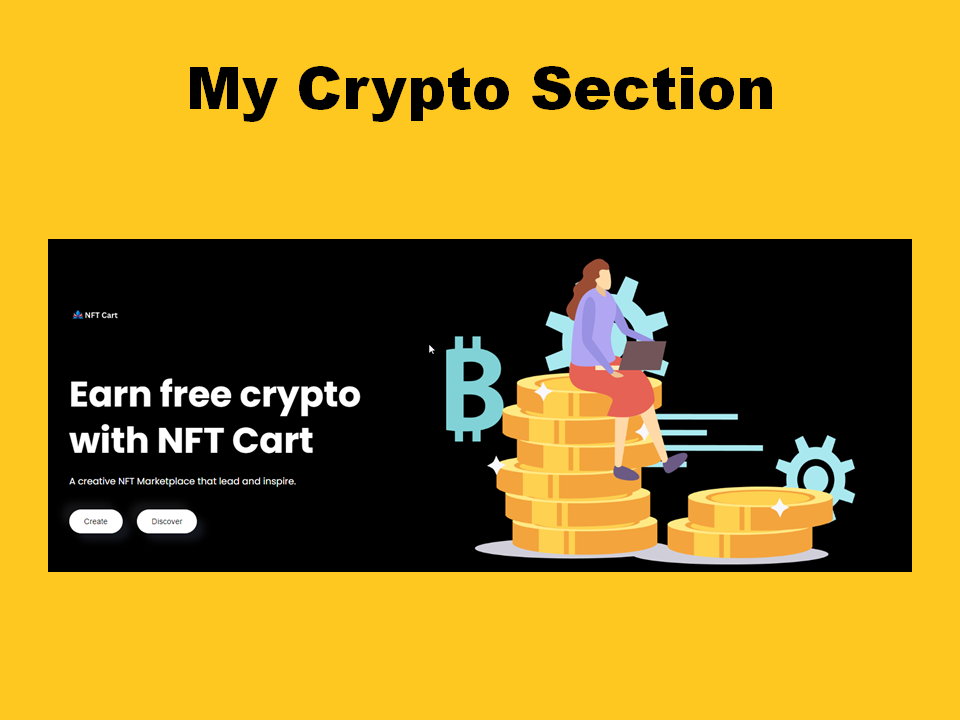 My Crypto Section
NFT Cart
Earn free crypto
with NFT Cart
A creative NFT Marketplace that lead and inspire.
Create
Discover